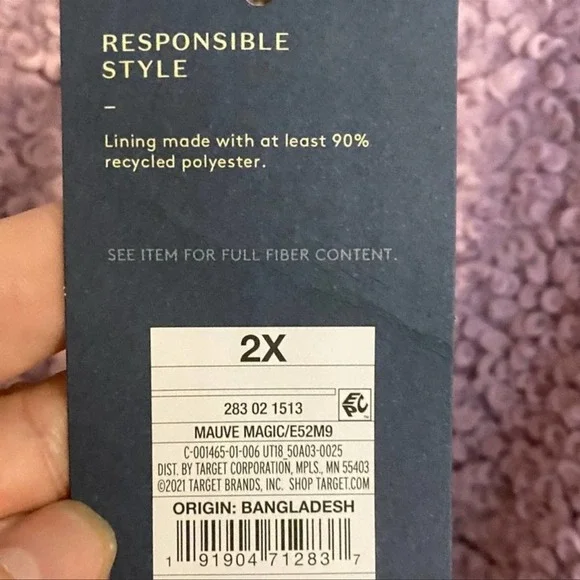 RESPONSIBLE
STYLE
–
Lining made with at least 90%
recycled polyester.
SEE ITEM FOR FULL FIBER CONTENT.
2X
283 02 1513
EPC
MAUVE MAGIC/E52M9
C-001465-01-006 UT18_50A03-0025
DIST. BY TARGET CORPORATION, MPLS., MN 55403
©2021 TARGET BRANDS, INC. SHOP TARGET.COM
ORIGIN: BANGLADESH
1 91904 71283 7